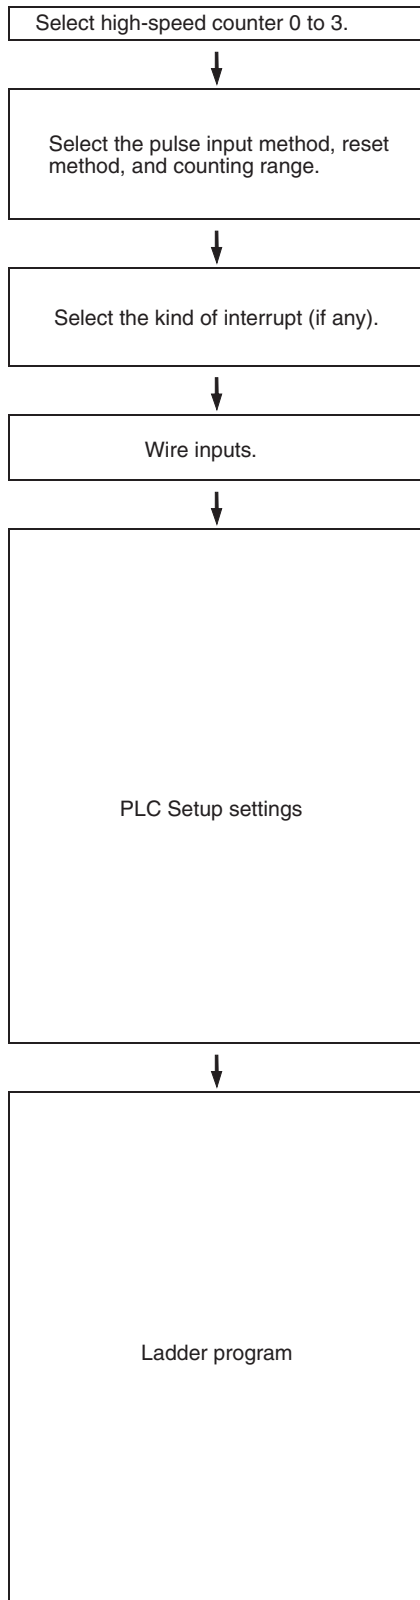 Select high-speed counter 0 to 3.
Select the pulse input method, reset
method, and counting range.
Select the kind of interrupt (if any).
Wire inputs.
PLC Setup settings
Ladder program